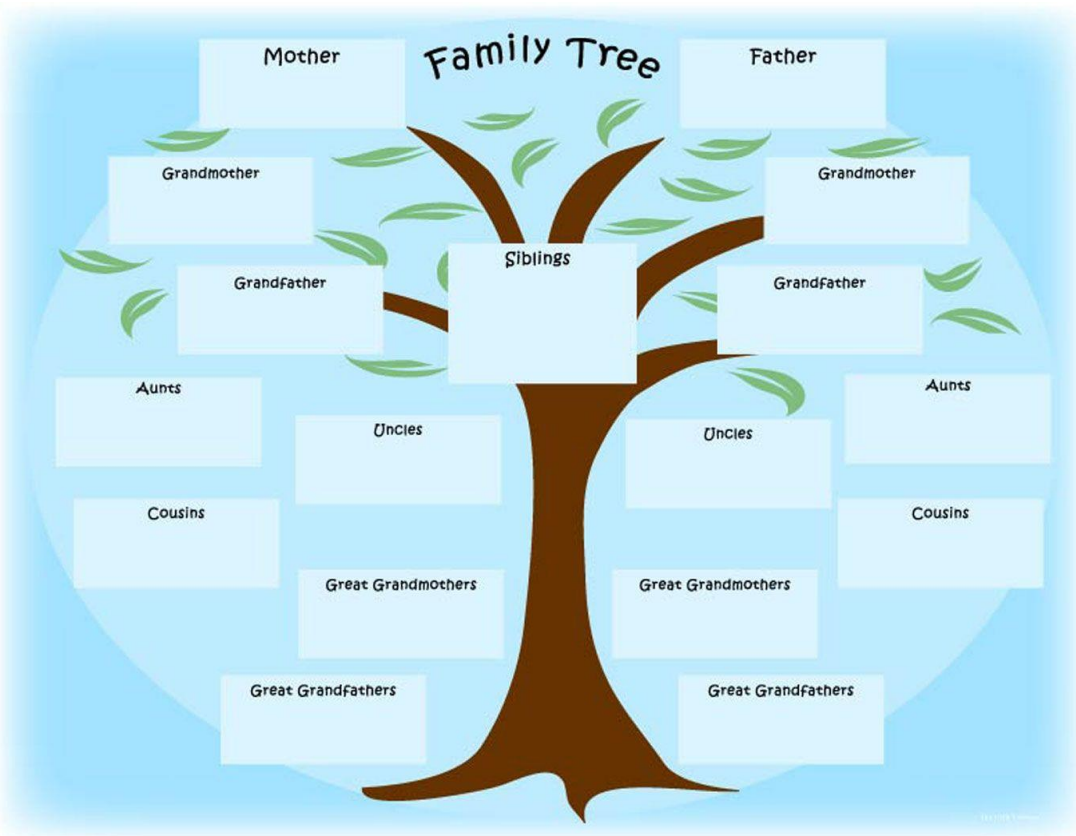 Family Tree
Mother
Father
Grandmother
Grandmother
Siblings
Grandfather
Grandfather
Aunts
Aunts
Uncles
Uncles
Cousins
Cousins
Great Grandmothers
Great Grandmothers
Great Grandfathers
Great Grandfathers